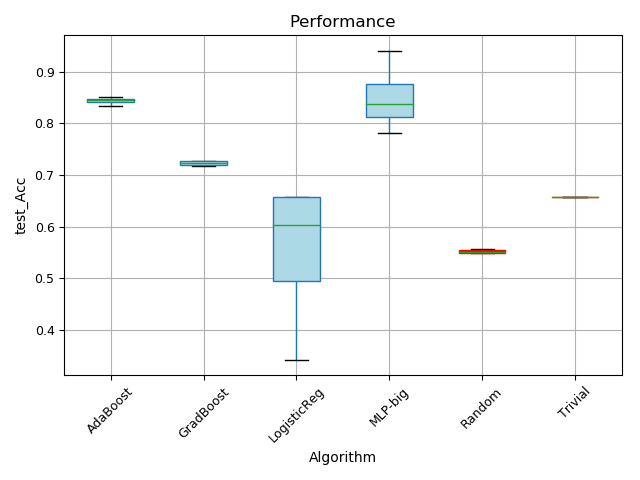 Performance
test_Acc
0.9
0.8
0.7
0.6
0.5
0.4
AdaBoost
GradBoost
LogisticReg
MLP-big
Random
Trivial
Algorithm